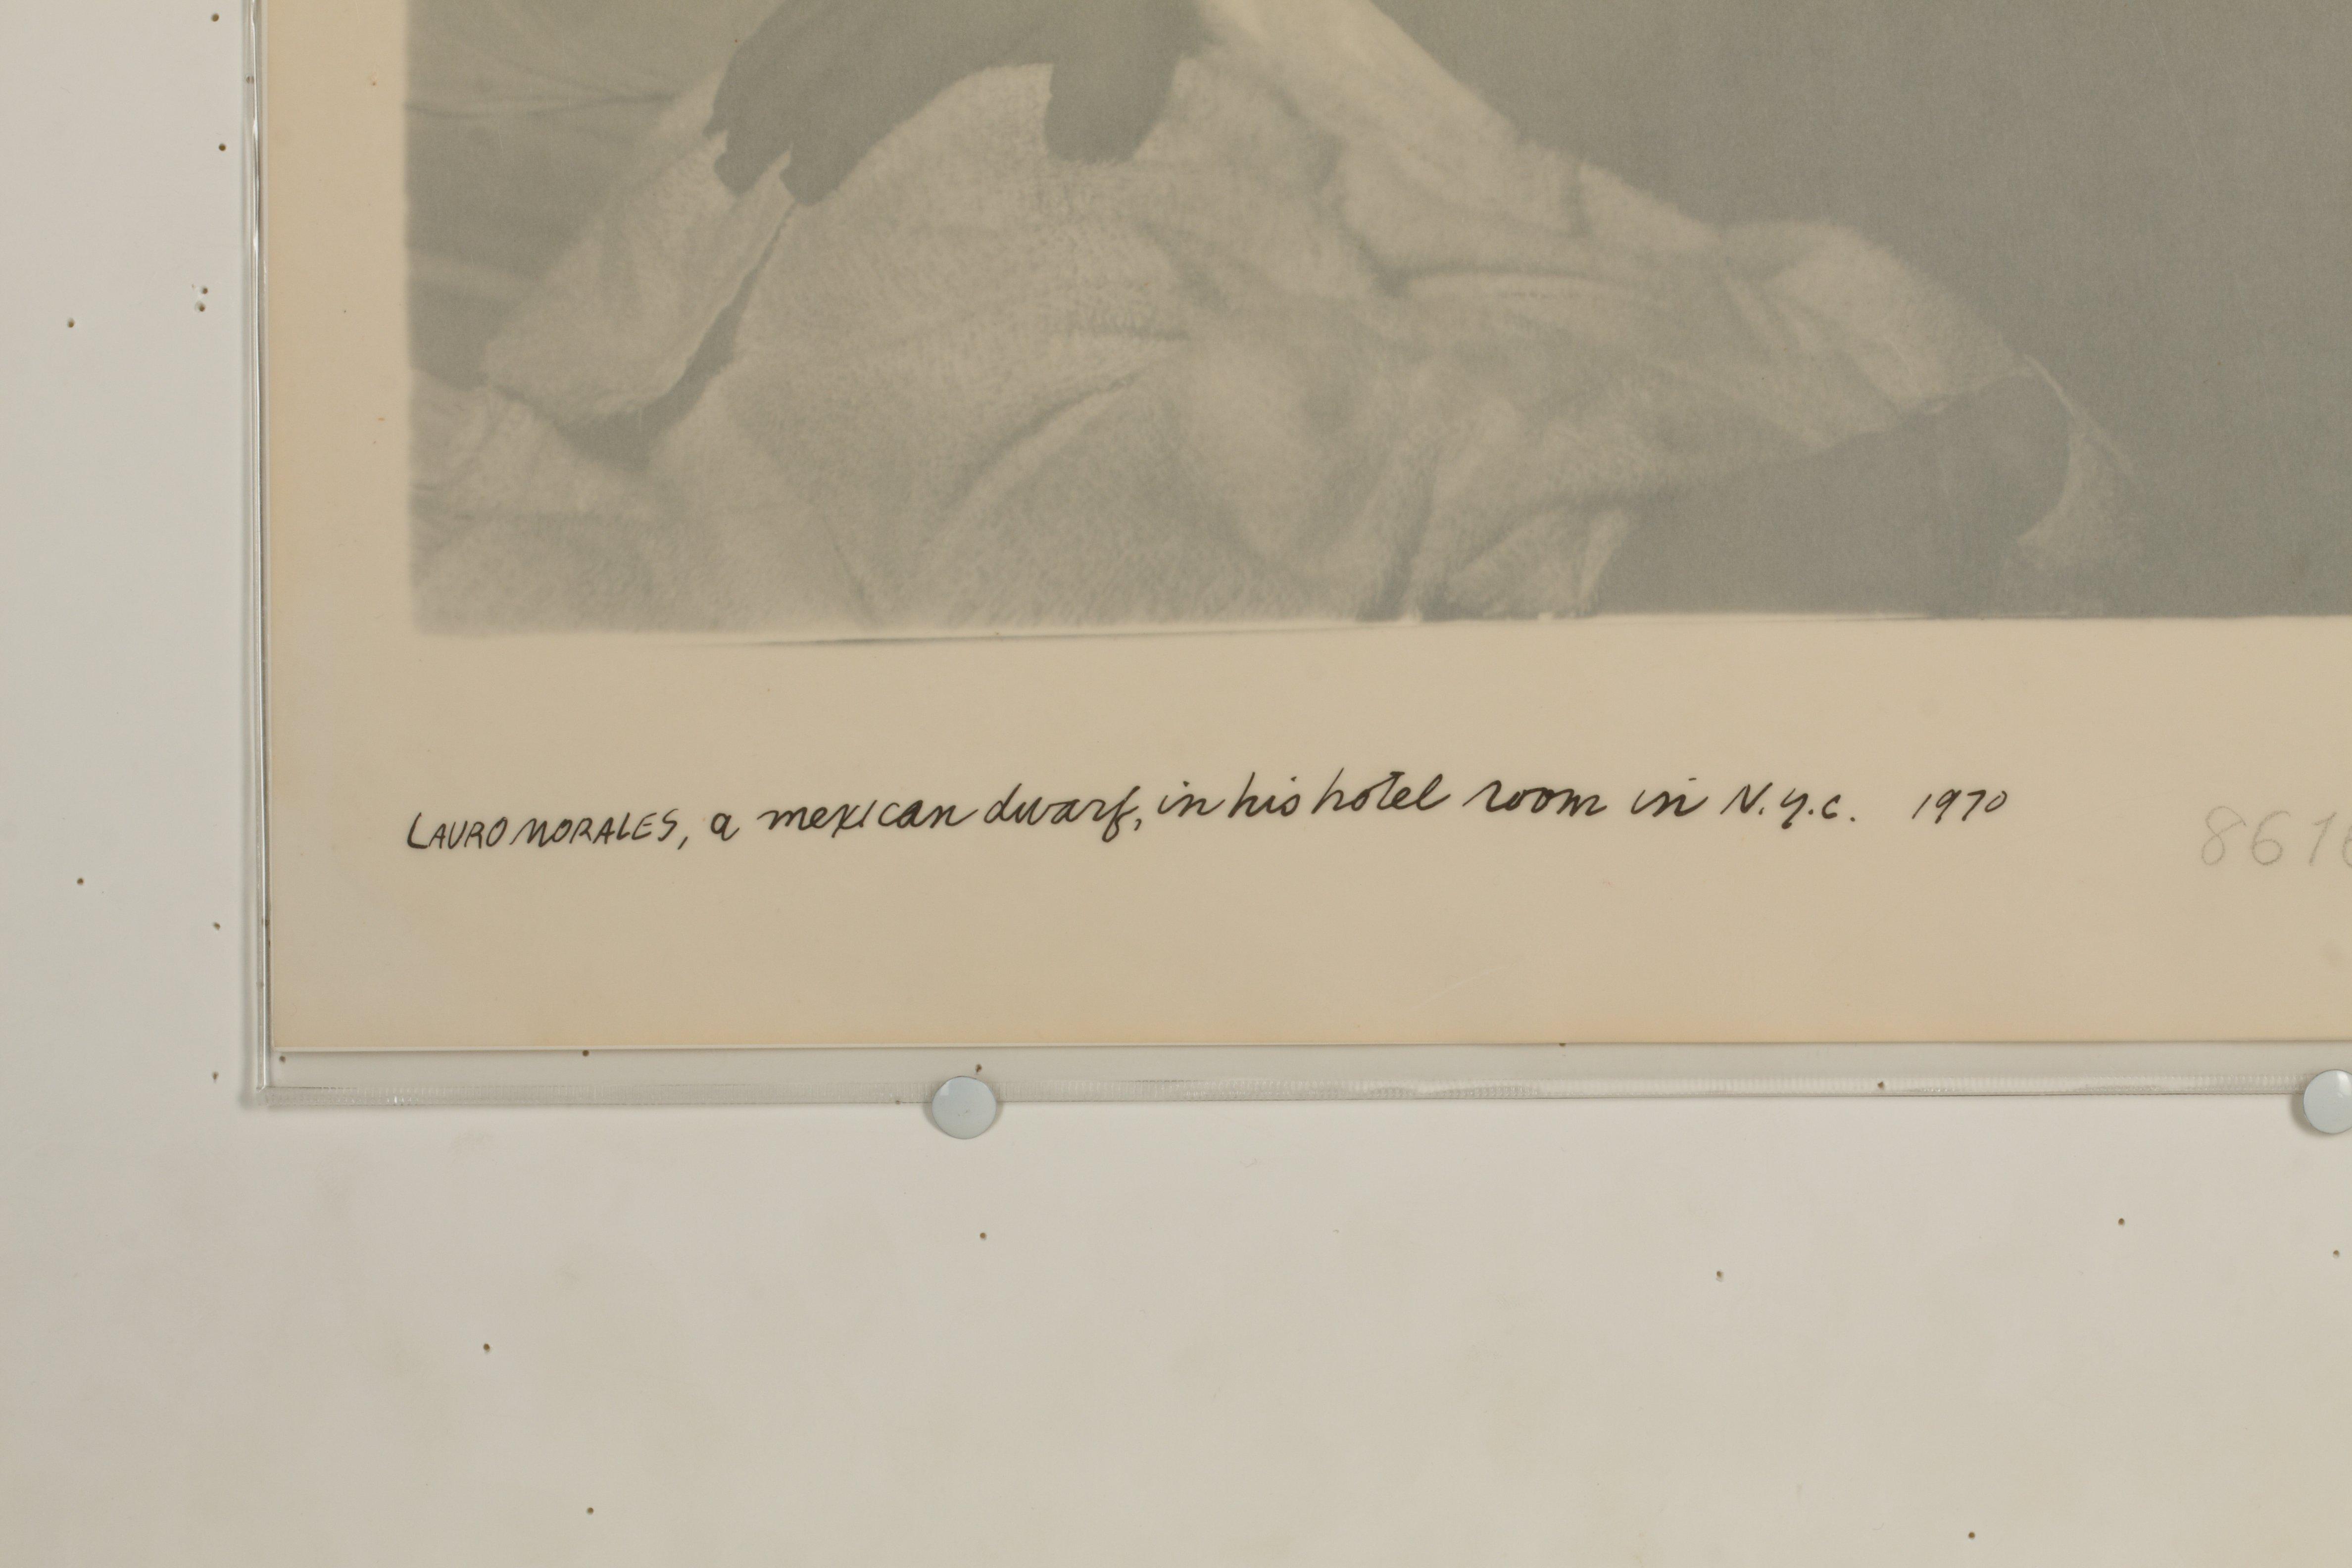 LAURO MORALES, a mexican dwarf, in his hotel room in N.Y.C. 1970